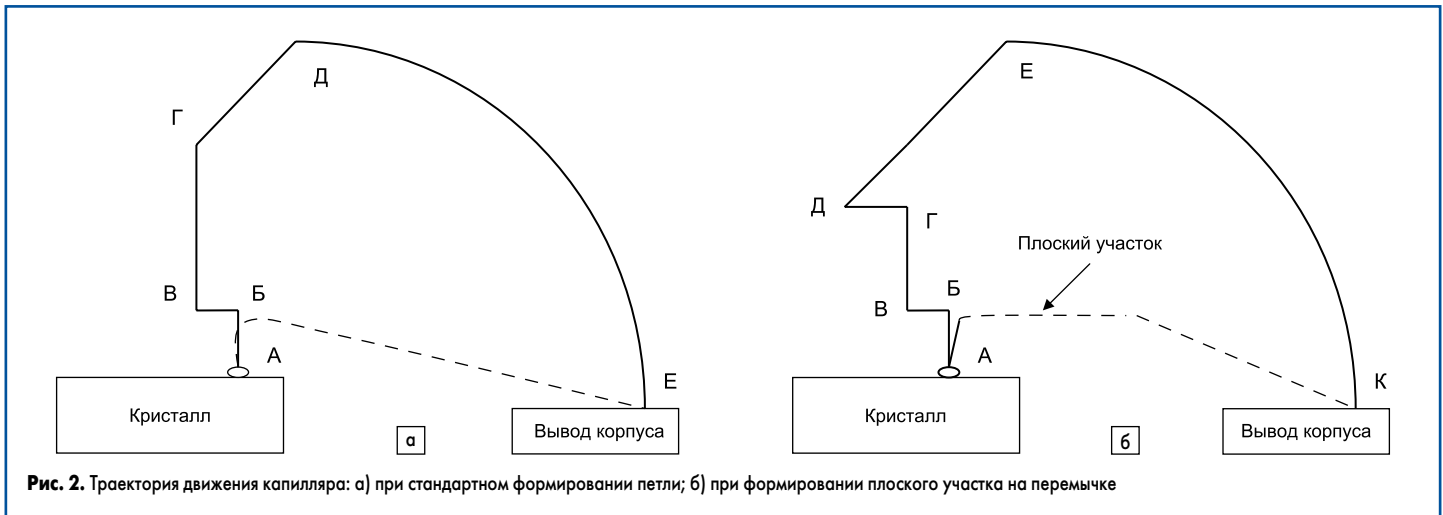 Д
Г
В
Б
А
Е
Кристалл
Вывод корпуса
а
Е
Д
Г
Плоский участок
В
Б
А
К
Кристалл
Вывод корпуса
б
Рис. 2. Траектория движения капилляра: а) при стандартном формировании петли; б) при формировании плоского участка на перемычке